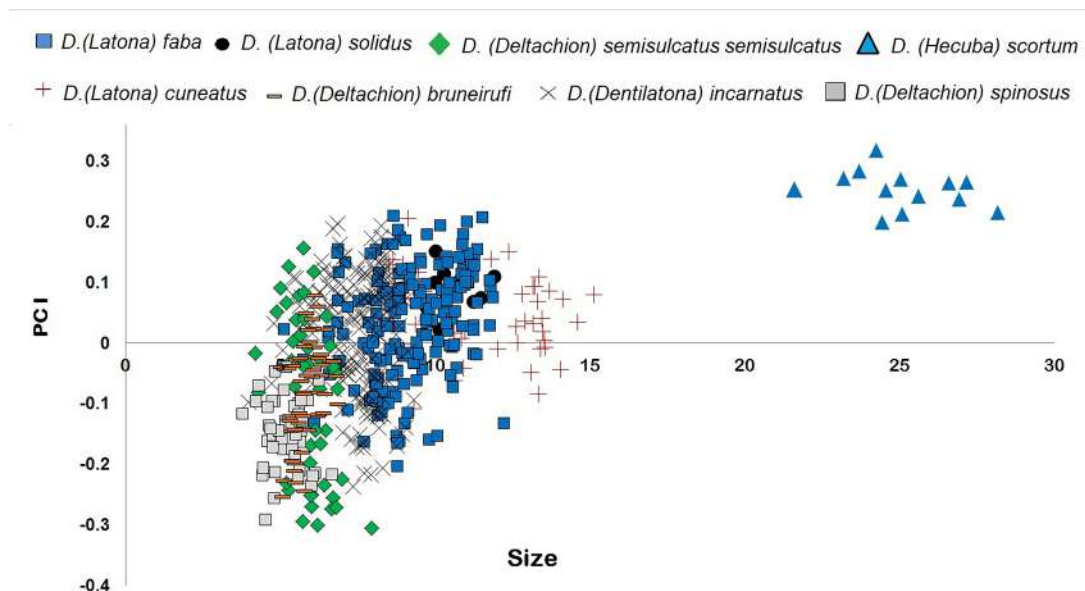 D.(Latona) faba D. (Latona) solidus D. (Deltachion) semisulcatus semisulcatus D. (Hecuba) scortum
D.(Latona) cuneatus D.(Deltachion) bruneirufi D.(Dentilatona) incarnatus D.(Deltachion) spinosus
0.3
0.2
0.1
0
-0.1
-0.2
-0.3
-0.4
PC I
0 10 15 20 25 30
Size